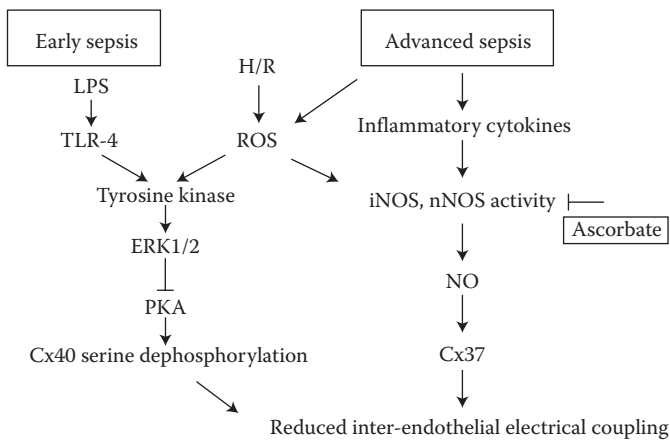 Early sepsis
Advanced sepsis
H/R
LPS
Inflammatory cytokines
TLR-4
ROS
Tyrosine kinase
iNOS, nNOS activity
Ascorbate
ERK1/2
NO
PKA
Cx40 serine dephosphorylation
Cx37
Reduced inter-endothelial electrical coupling